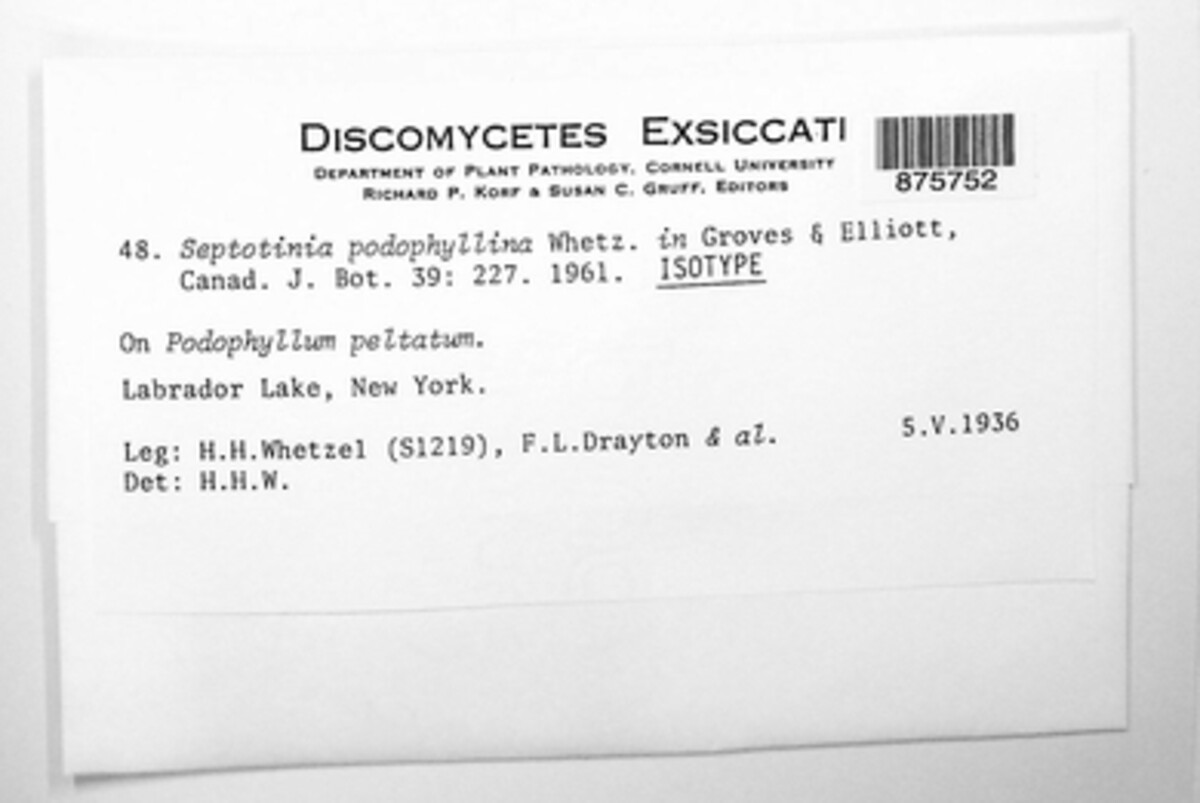 DISCOMYCETES EXSICCATI
DEPARTMENT OF PLANT PATHOLOGY, CORNELL UNIVERSITY
RICHARD P. KORF & SUSAN C. GRUFF, EDITORS
875752
48. Septotinia podophyllina Whetz. in Groves & Elliott,
Canad. J. Bot. 39: 227. 1961. ISOTYPE
On Podophyllum peltatum.
Labrador Lake, New York.
Leg: H.H.Whetzel (S1219), F.L.Drayton & al. 5.V.1936
Det: H.H.W.